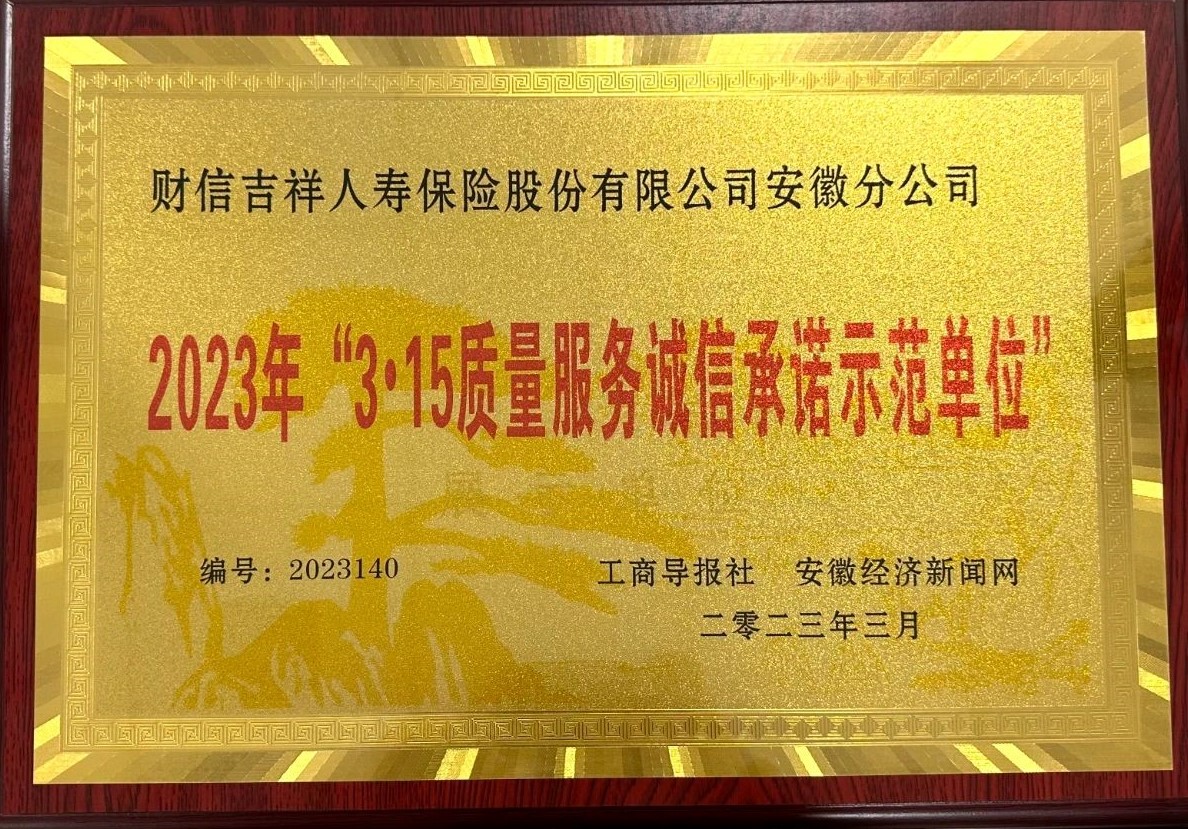 财信吉祥人寿保险股份有限公司安徽分公司
2023年“3·15质量服务诚信承诺示范单位”
编号：2023140
工商导报社 安徽经济新闻网
二零二三年三月